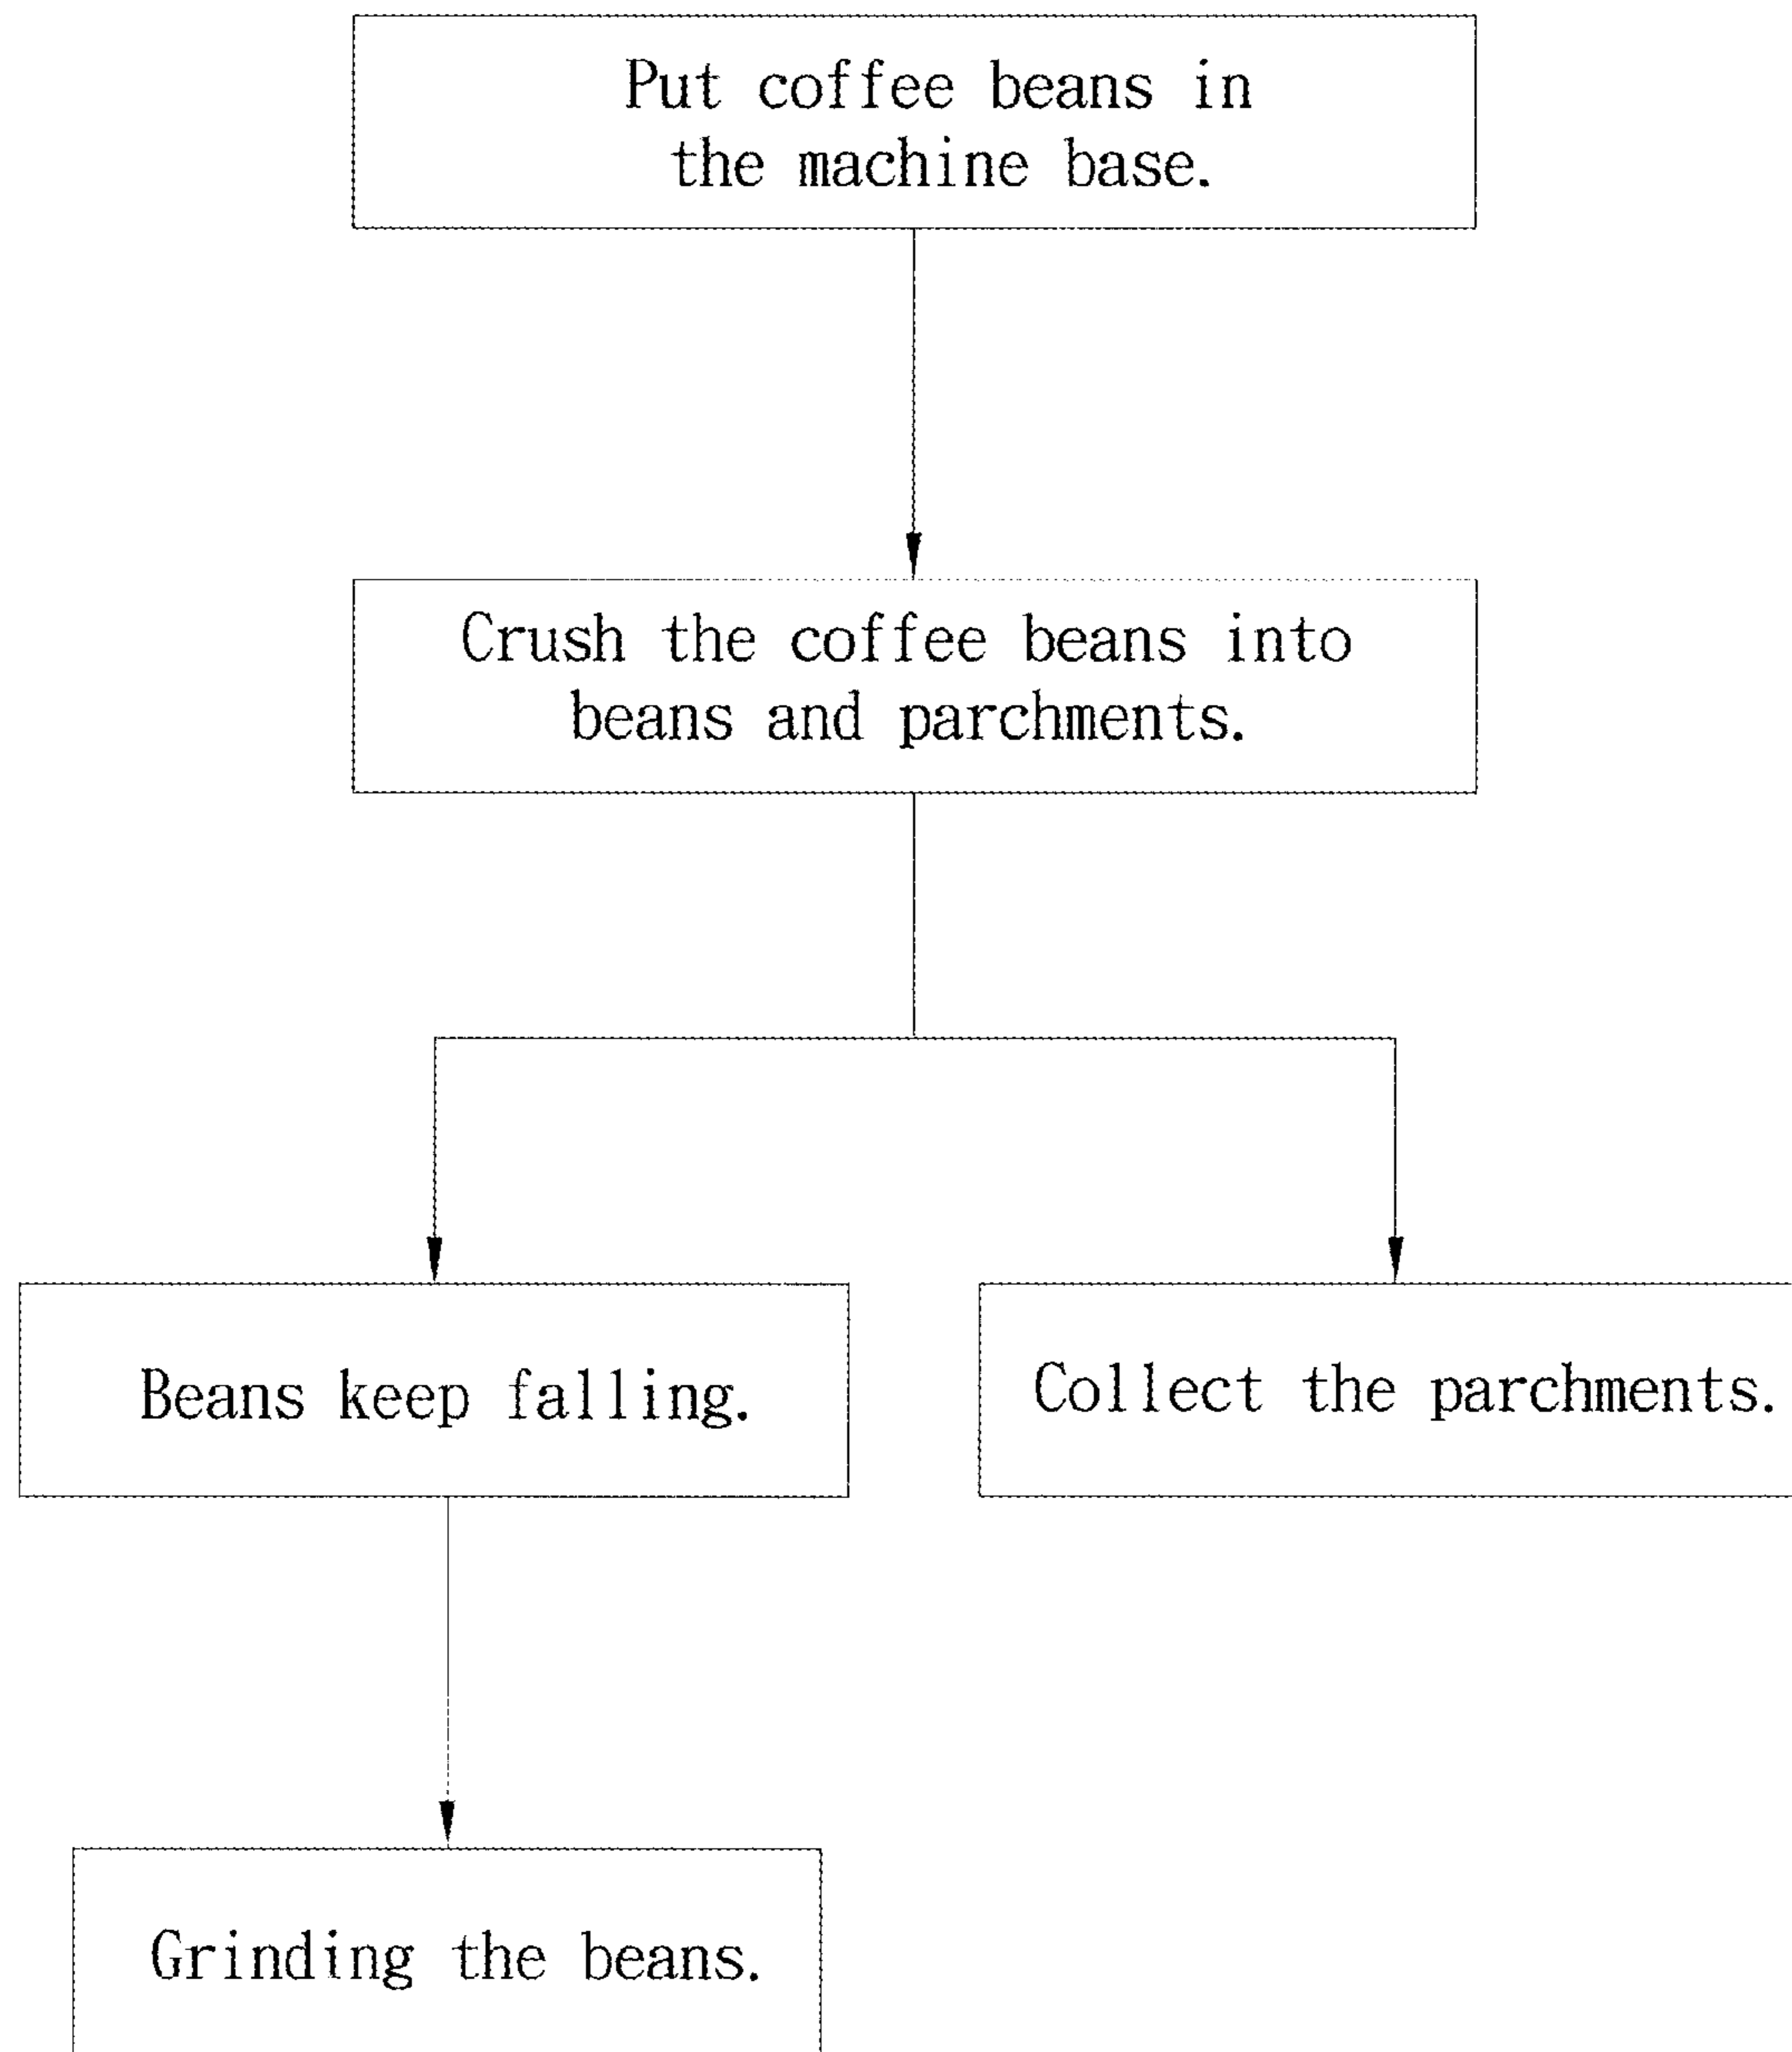 Put coffee beans in
the machine base.
Crush the coffee beans into
beans and parchments.
Beans keep falling.
Collect the parchments.
Grinding the beans.